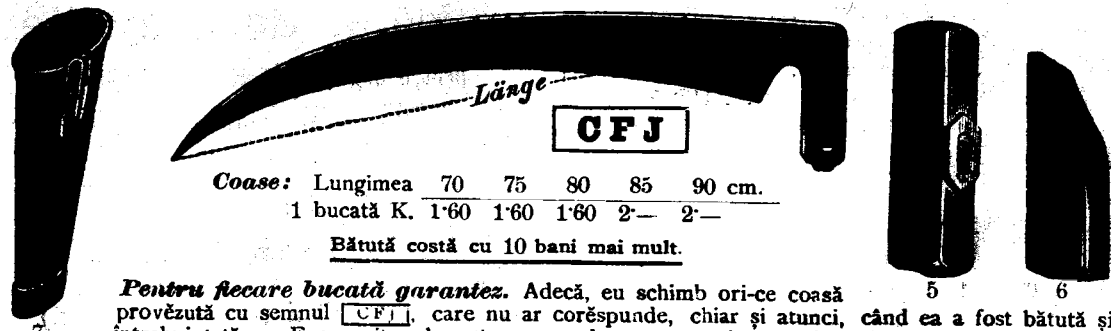 Länge
CFJ
Coase: Lungimea 70 75 80 85 90 cm.
1 bucată K. 1·60 1·60 1·60 2·— 2·—
Bătută costă cu 10 bani mai mult.
Pentru fiecare bucată garantez. Adecă, eu schimb ori-ce coasă
5 6
provĕzută cu semnul CFJ, care nu ar corĕspunde, chiar și atunci, când ea a fost bătută și